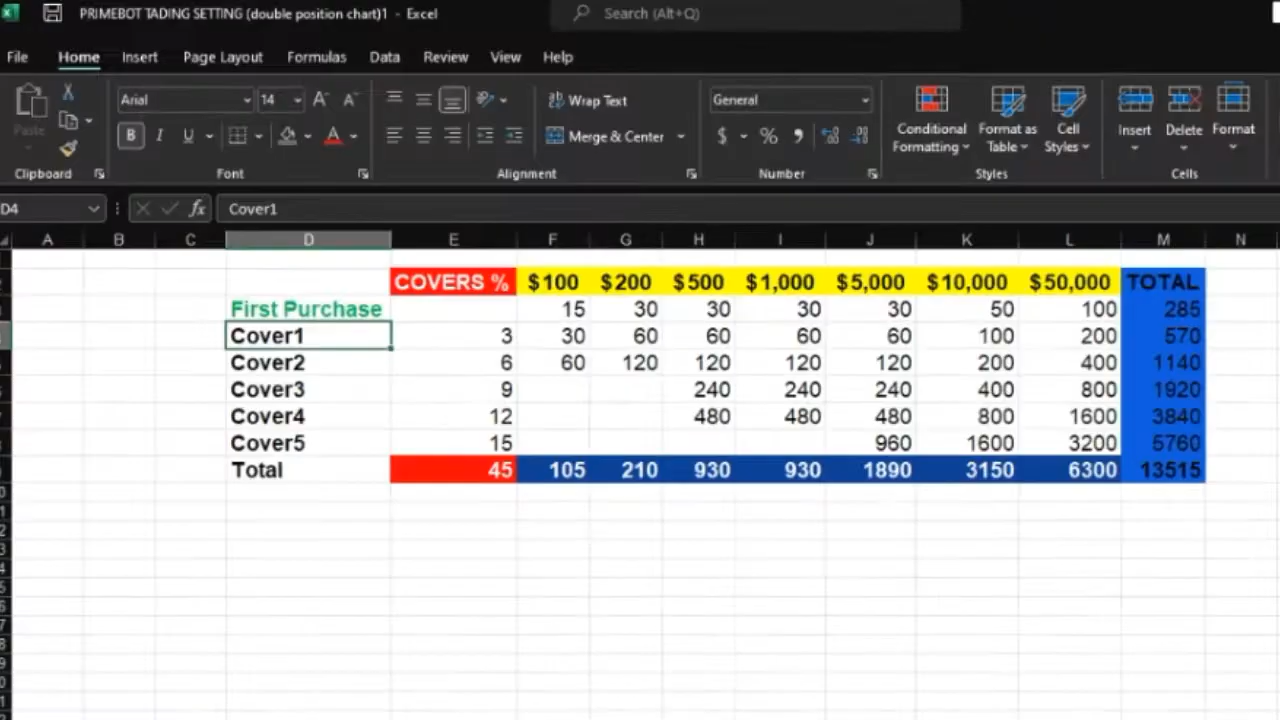 PRIMEBOT TADING SETTING (double position chart)1 - Excel
Search (Alt+Q)
File Home Insert Page Layout Formulas Data Review View Help
Arial 14 Wrap Text General
Paste B I U Merge & Center $ % Conditional Formatting Format as Table Cell Styles Insert Delete Format
Clipboard Font Alignment Number Styles Cells
D4 fx Cover1
A B C D E F G H I J K L M N
COVERS % $100 $200 $500 $1,000 $5,000 $10,000 $50,000 TOTAL
First Purchase 15 30 30 30 30 50 100 285
Cover1 3 30 60 60 60 60 100 200 570
Cover2 6 60 120 120 120 120 200 400 1140
Cover3 9 240 240 240 400 800 1920
Cover4 12 480 480 480 800 1600 3840
Cover5 15 960 1600 3200 5760
Total 45 105 210 930 930 1890 3150 6300 13515